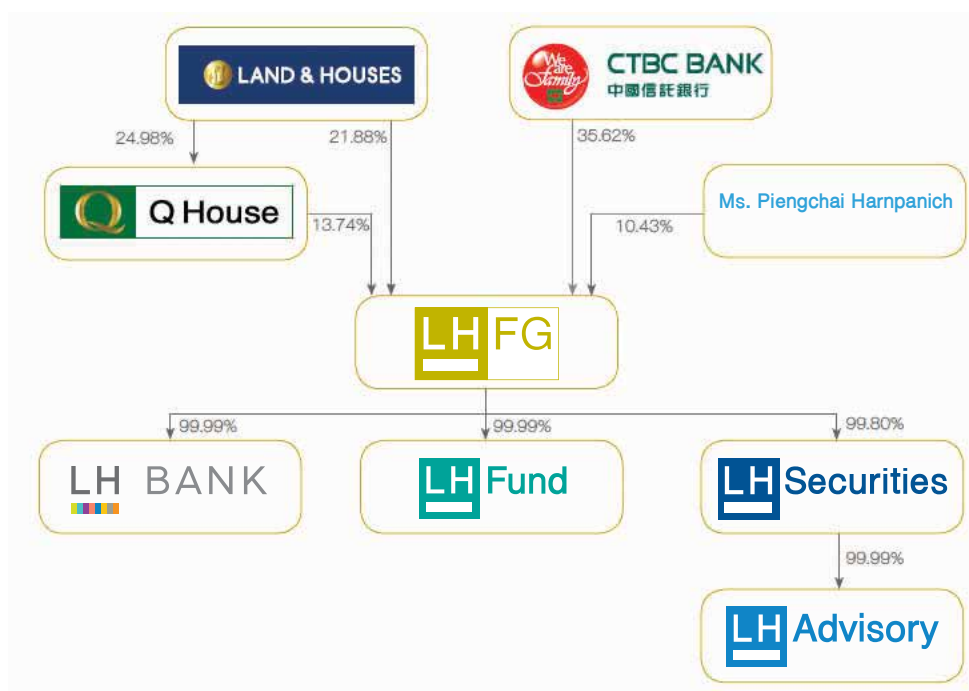 LAND & HOUSES
We are Family
CTBC BANK
中國信託銀行
24.98%
21.88%
35.62%
Q House
Ms. Piengchai Harnpanich
13.74%
10.43%
LH FG
99.99%
99.99%
99.80%
LH BANK
LH Fund
LH Securities
99.99%
LH Advisory